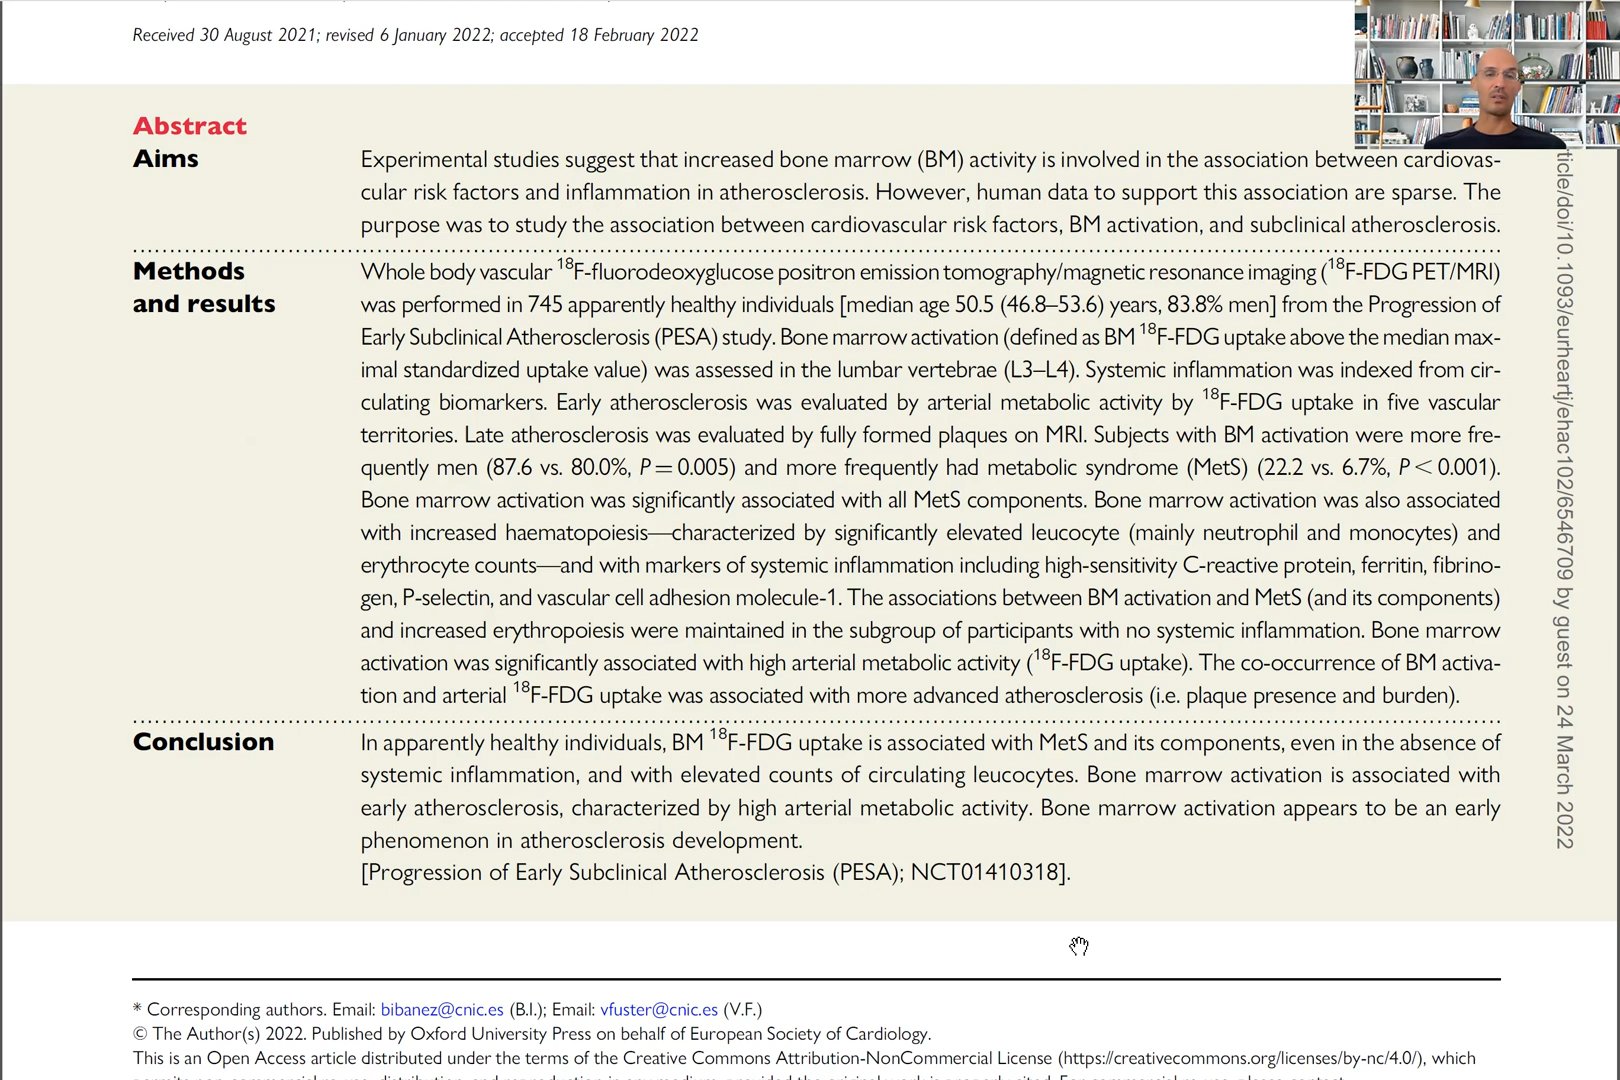 Received 30 August 2021; revised 6 January 2022; accepted 18 February 2022
Abstract
Aims
Experimental studies suggest that increased bone marrow (BM) activity is involved in the association between cardiovas-
cular risk factors and inflammation in atherosclerosis. However, human data to support this association are sparse. The
purpose was to study the association between cardiovascular risk factors, BM activation, and subclinical atherosclerosis.
Methods
and results
Whole body vascular 18F-fluorodeoxyglucose positron emission tomography/magnetic resonance imaging (18F-FDG PET/MRI)
was performed in 745 apparently healthy individuals [median age 50.5 (46.8–53.6) years, 83.8% men] from the Progression of
Early Subclinical Atherosclerosis (PESA) study. Bone marrow activation (defined as BM 18F-FDG uptake above the median max-
imal standardized uptake value) was assessed in the lumbar vertebrae (L3–L4). Systemic inflammation was indexed from cir-
culating biomarkers. Early atherosclerosis was evaluated by arterial metabolic activity by 18F-FDG uptake in five vascular
territories. Late atherosclerosis was evaluated by fully formed plaques on MRI. Subjects with BM activation were more fre-
quently men (87.6 vs. 80.0%, P = 0.005) and more frequently had metabolic syndrome (MetS) (22.2 vs. 6.7%, P < 0.001).
Bone marrow activation was significantly associated with all MetS components. Bone marrow activation was also associated
with increased haematopoiesis—characterized by significantly elevated leucocyte (mainly neutrophil and monocytes) and
erythrocyte counts—and with markers of systemic inflammation including high-sensitivity C-reactive protein, ferritin, fibrino-
gen, P-selectin, and vascular cell adhesion molecule-1. The associations between BM activation and MetS (and its components)
and increased erythropoiesis were maintained in the subgroup of participants with no systemic inflammation. Bone marrow
activation was significantly associated with high arterial metabolic activity (18F-FDG uptake). The co-occurrence of BM activa-
tion and arterial 18F-FDG uptake was associated with more advanced atherosclerosis (i.e. plaque presence and burden).
Conclusion
In apparently healthy individuals, BM 18F-FDG uptake is associated with MetS and its components, even in the absence of
systemic inflammation, and with elevated counts of circulating leucocytes. Bone marrow activation is associated with
early atherosclerosis, characterized by high arterial metabolic activity. Bone marrow activation appears to be an early
phenomenon in atherosclerosis development.
[Progression of Early Subclinical Atherosclerosis (PESA); NCT01410318].
ticle/doi/10.1093/eurheartj/ehac102/6546709 by guest on 24 March 2022
* Corresponding authors. Email: bibanez@cnic.es (B.I.); Email: vfuster@cnic.es (V.F.)
© The Author(s) 2022. Published by Oxford University Press on behalf of European Society of Cardiology.
This is an Open Access article distributed under the terms of the Creative Commons Attribution-NonCommercial License (https://creativecommons.org/licenses/by-nc/4.0/), which